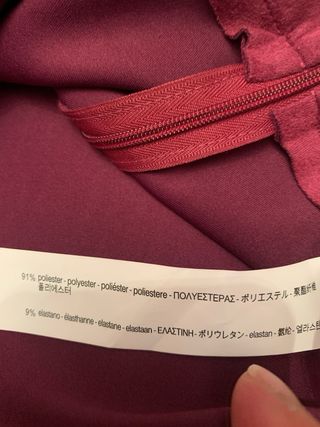 91% poliester - polyester - poliéster - poliestere - ΠΟΛΥΕΣΤΕΡΑΣ - ポリエステル - 聚酯纤维
폴리에스터
9% elastano - élasthanne - elastane - elastaan - ΕΛΑΣΤΙΝΗ - ポリウレタン - elastan - 氨纶 - 엘라스